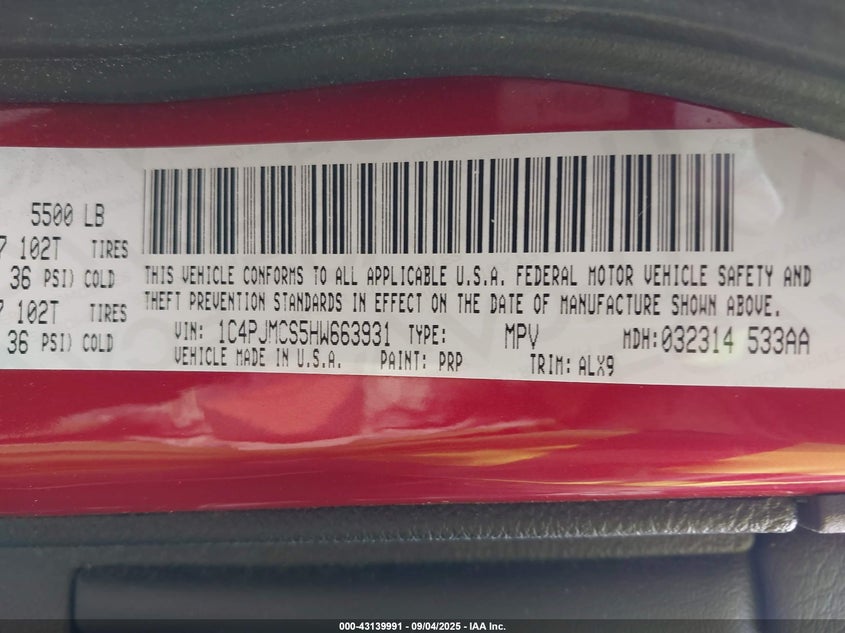 5500 LB
7 102T TIRES
36 PSI) COLD
7 102T TIRES
36 PSI) COLD
THIS VEHICLE CONFORMS TO ALL APPLICABLE U.S.A. FEDERAL MOTOR VEHICLE SAFETY AND
THEFT PREVENTION STANDARDS IN EFFECT ON THE DATE OF MANUFACTURE SHOWN ABOVE.
VIN: 1C4PJMCS5HW663931 TYPE: MPV MDH:032314 533AA
VEHICLE MADE IN U.S.A. PAINT: PRP TRIM: ALX9
000-43139991 - 09/04/2025 - IAA Inc.